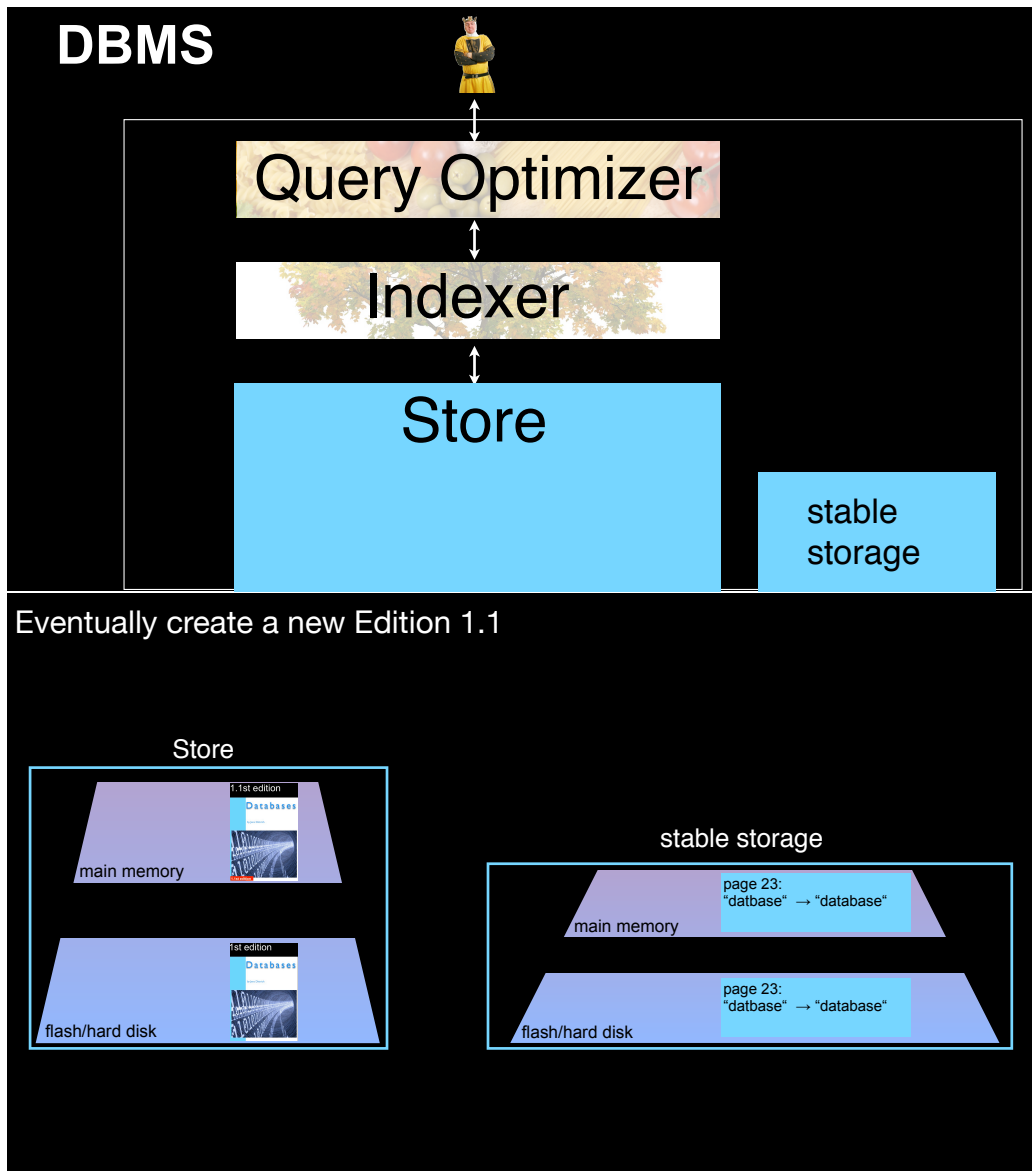 DBMS
Query Optimizer
Indexer
Store
stable
storage
Eventually create a new Edition 1.1
Store
1.1st edition
Databases
main memory
1st edition
Databases
flash/hard disk
stable storage
page 23:
“datbase“ → “database“
main memory
page 23:
“datbase“ → “database“
flash/hard disk